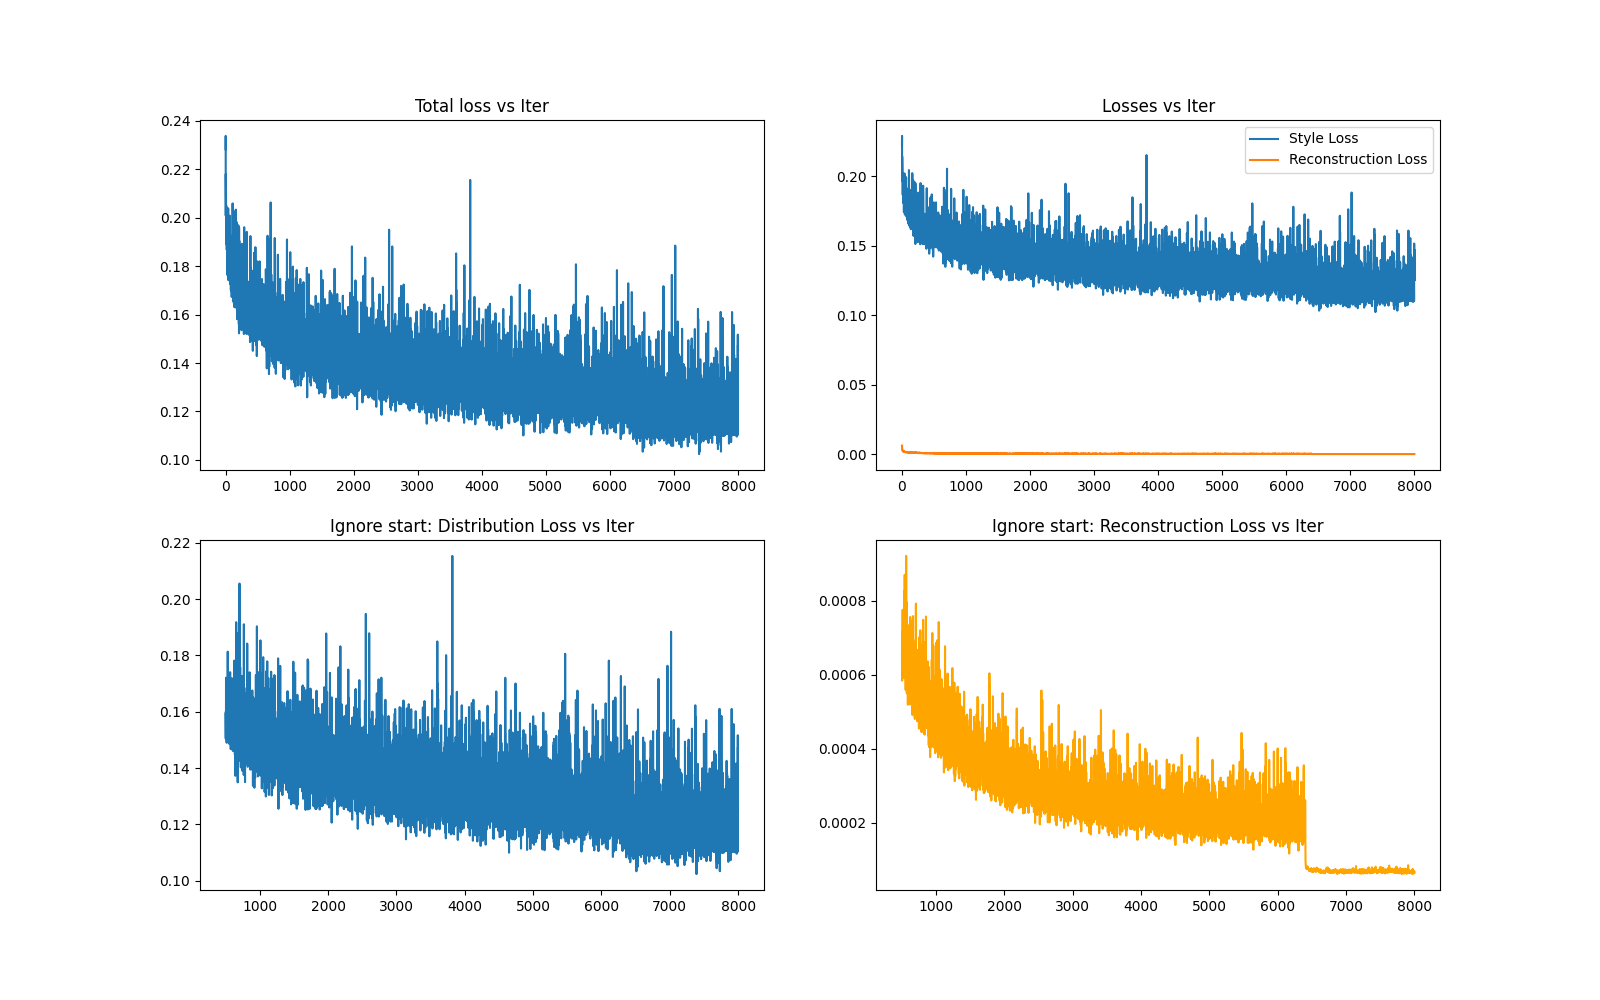 Total loss vs Iter
0.24
0.22
0.20
0.18
0.16
0.14
0.12
0.10
0 1000 2000 3000 4000 5000 6000 7000 8000
Losses vs Iter
Style Loss
Reconstruction Loss
0.20
0.15
0.10
0.05
0.00
0 1000 2000 3000 4000 5000 6000 7000 8000
Ignore start: Distribution Loss vs Iter
0.22
0.20
0.18
0.16
0.14
0.12
0.10
1000 2000 3000 4000 5000 6000 7000 8000
Ignore start: Reconstruction Loss vs Iter
0.0008
0.0006
0.0004
0.0002
1000 2000 3000 4000 5000 6000 7000 8000